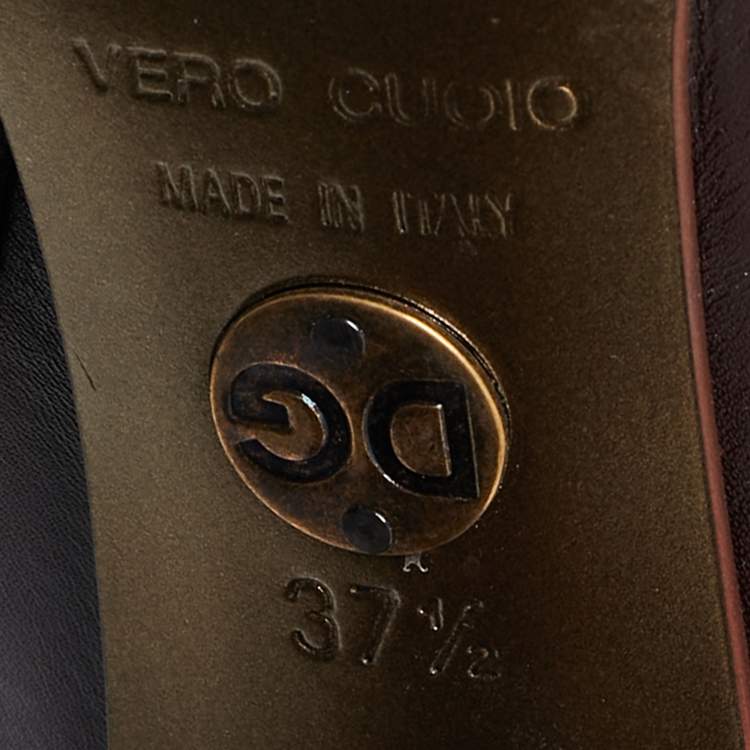 VERO CUOIO
MADE IN ITALY
DG
37 1/2